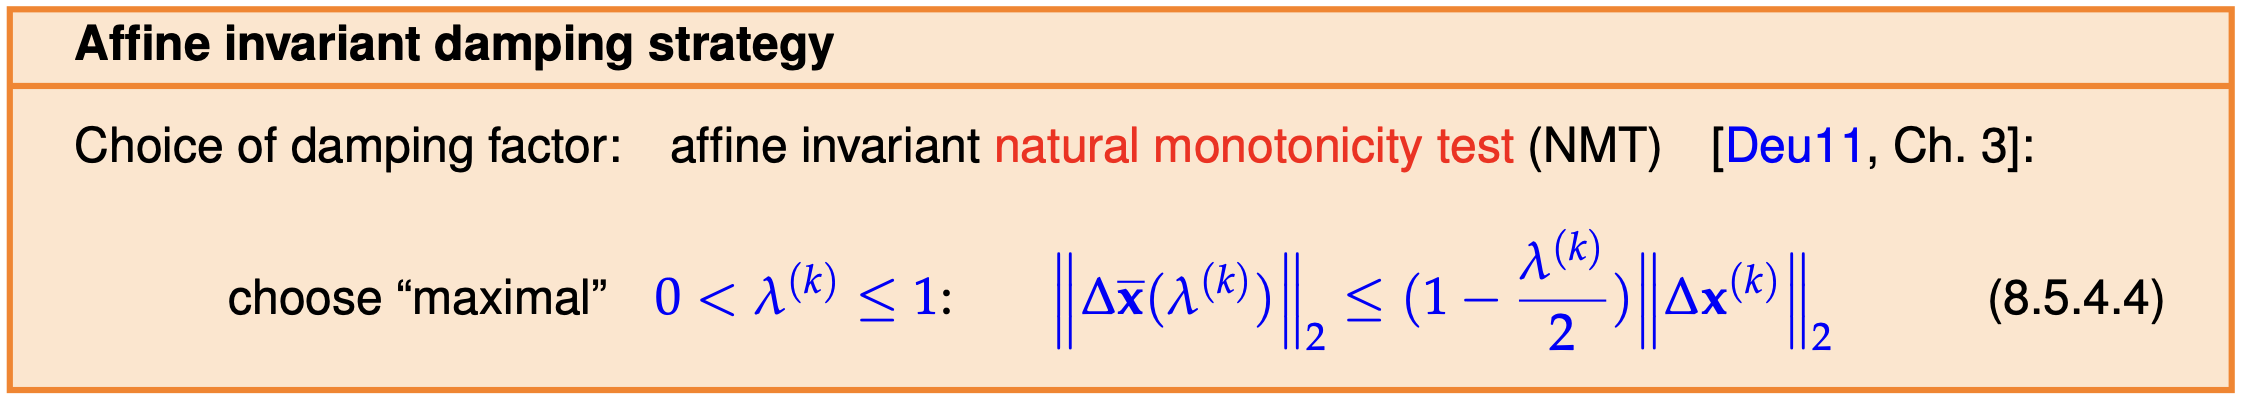 Affine invariant damping strategy
Choice of damping factor: affine invariant natural monotonicity test (NMT) [Deu11, Ch. 3]:
choose “maximal” $0 < \lambda^{(k)} \leq 1$: $\left\| \Delta \overline{\mathbf{x}}(\lambda^{(k)}) \right\|_2 \leq (1 - \frac{\lambda^{(k)}}{2}) \left\| \Delta \mathbf{x}^{(k)} \right\|_2$ (8.5.4.4)